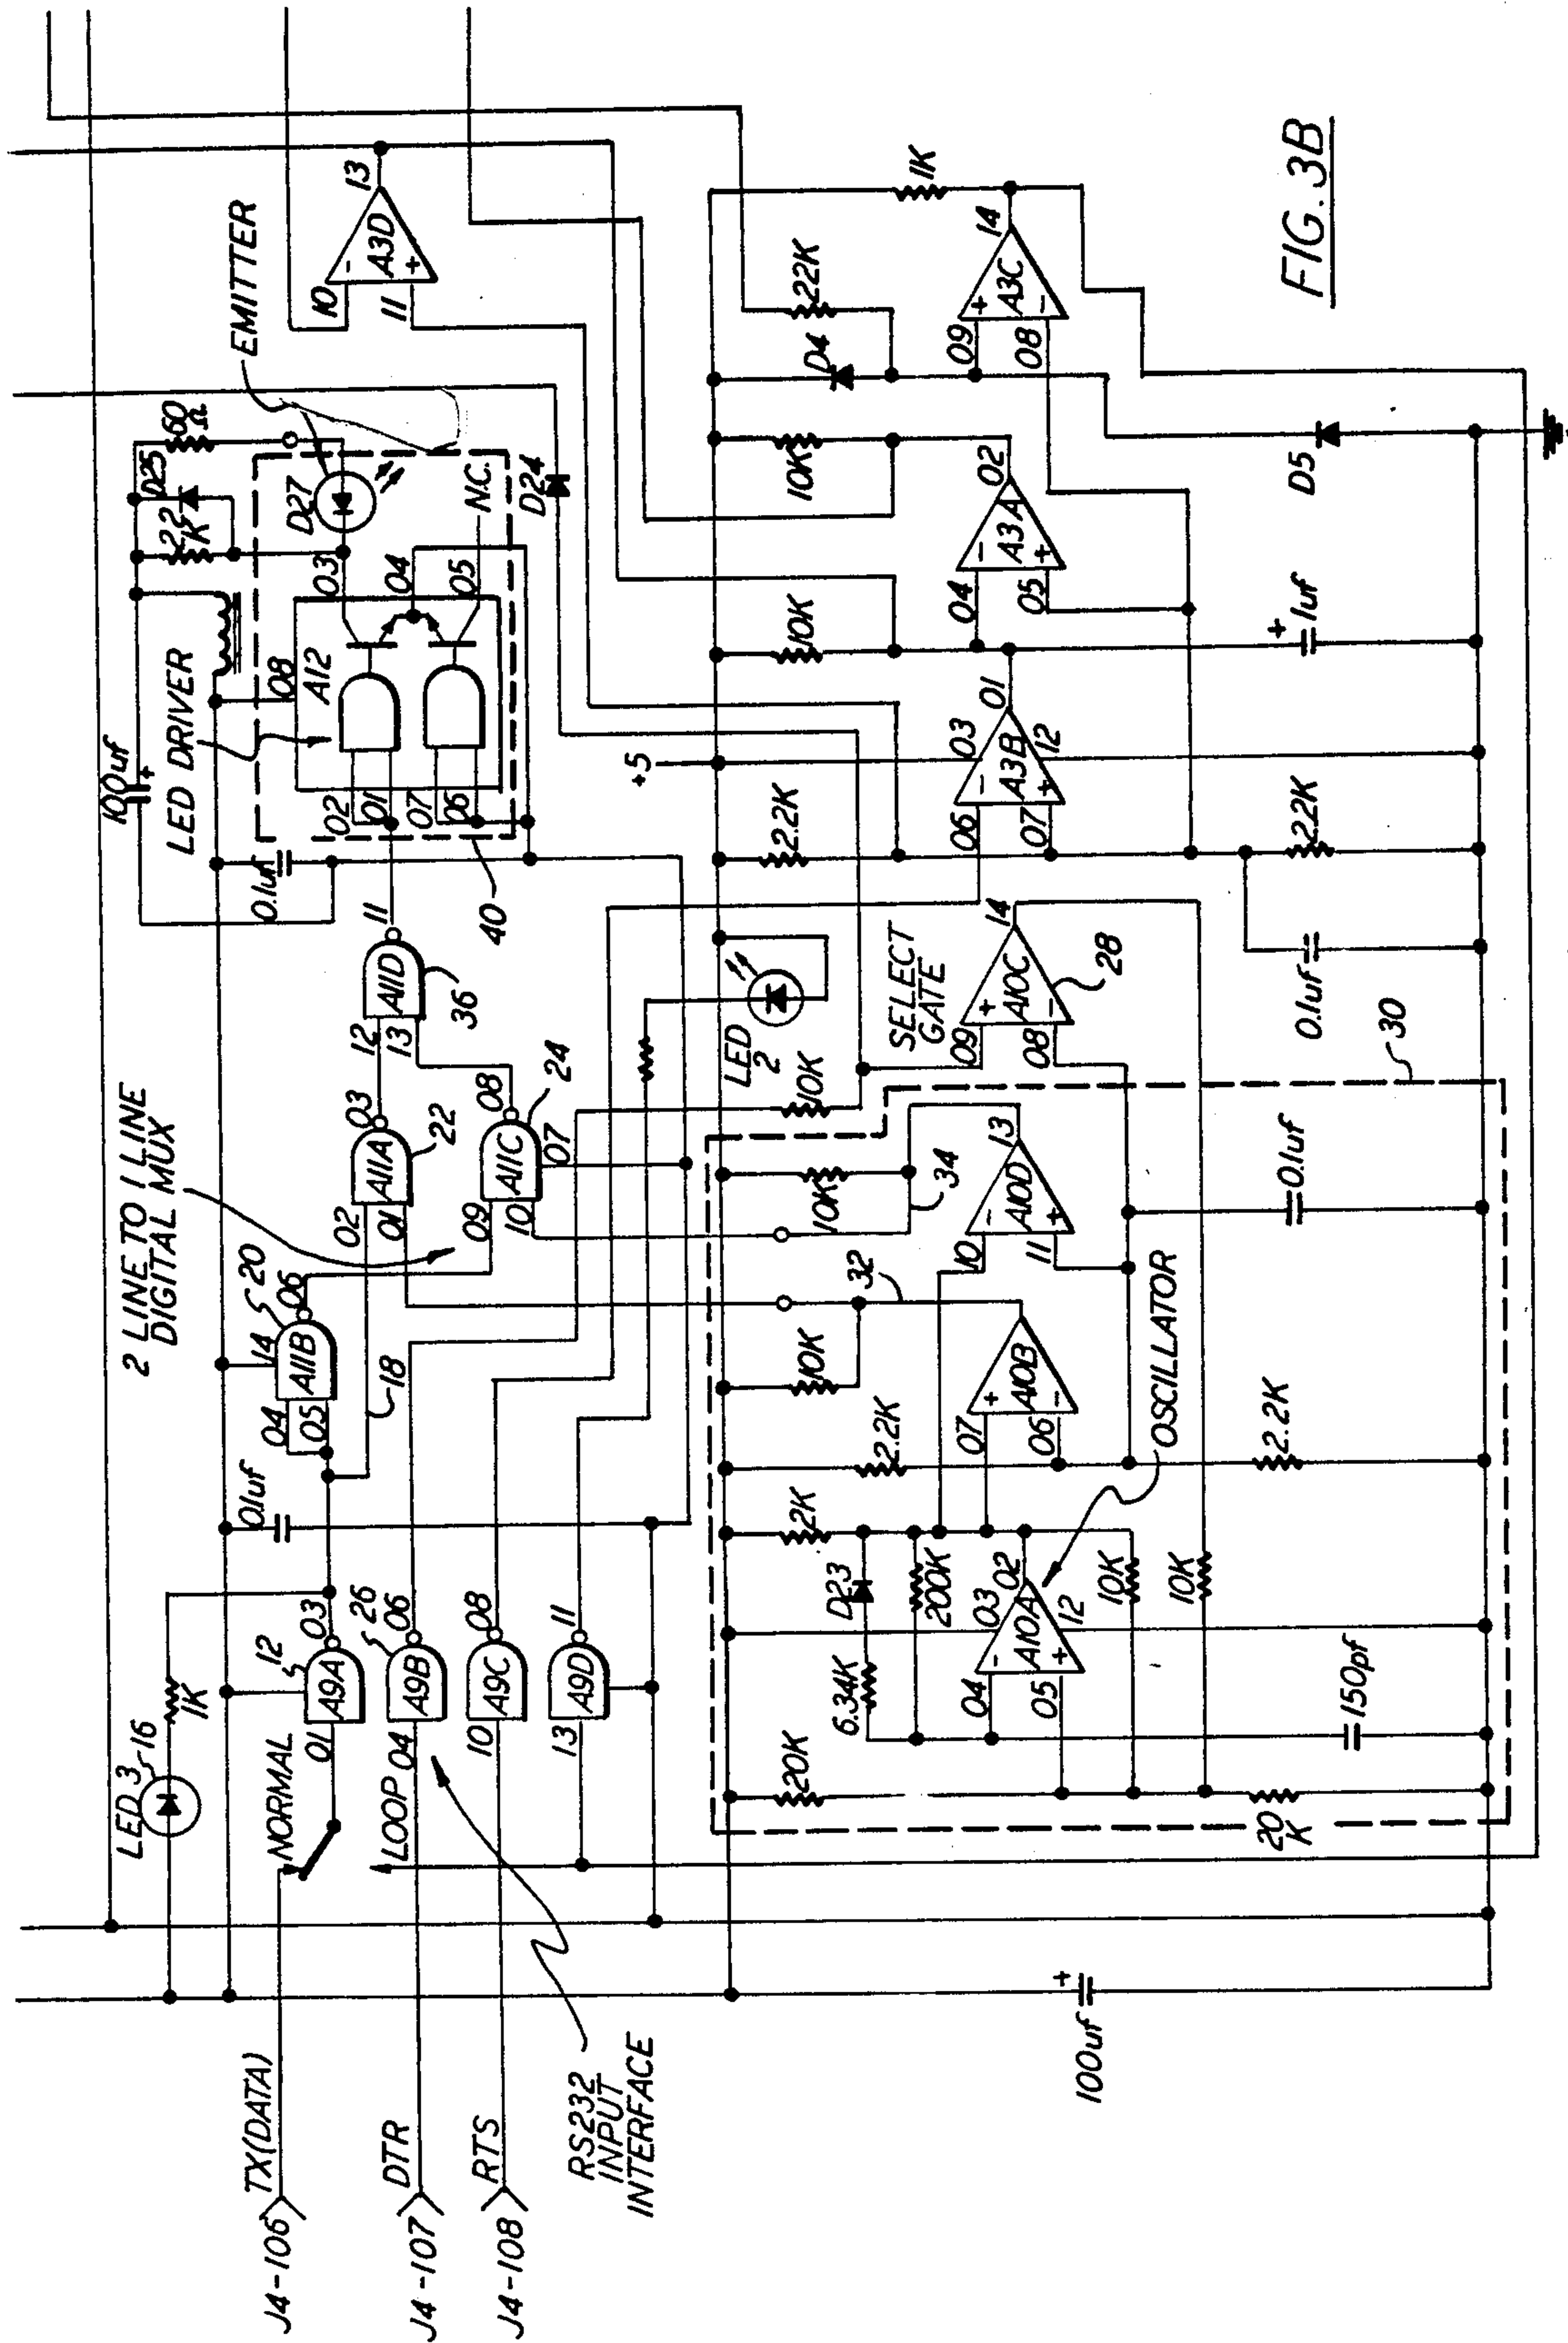 J4-106
TX(DATA)
J4-107
DTR
J4-108
RTS
RS232
INPUT
INTERFACE
LED 3
16
1K
NORMAL
LOOP
01
A9A
12
03
04
A9B
26
06
10
A9C
08
13
A9D
11
0.1uf
04
05
14
A11B
20
06
18
2 LINE TO 1 LINE
DIGITAL MUX
02
01
A11A
03
22
09
10
A11C
08
24
07
12
13
A11D
11
36
0.1uf
100uf
+
LED DRIVER
40
02
01
07
06
08
A12
03
04
05
N.C.
22
K
D25
60
Ω
D27
EMITTER
D24
10
11
-
+
A3D
13
100uf
+
20K
20
K
6.34K
D23
200K
2K
04
05
-
+
A10A
03
02
12
150pf
10K
10K
OSCILLATOR
2.2K
2.2K
07
06
+
-
A10B
10K
32
10
11
-
+
A10D
13
10K
34
0.1uf
30
10K
LED
2
SELECT
GATE
09
08
+
-
A10C
14
28
0.1uf
2.2K
22K
+5
06
07
-
+
A3B
03
01
12
10K
+
1uf
04
05
-
+
A3A
02
10K
D4
22K
09
08
+
-
A3C
14
1K
D5
FIG. 3B